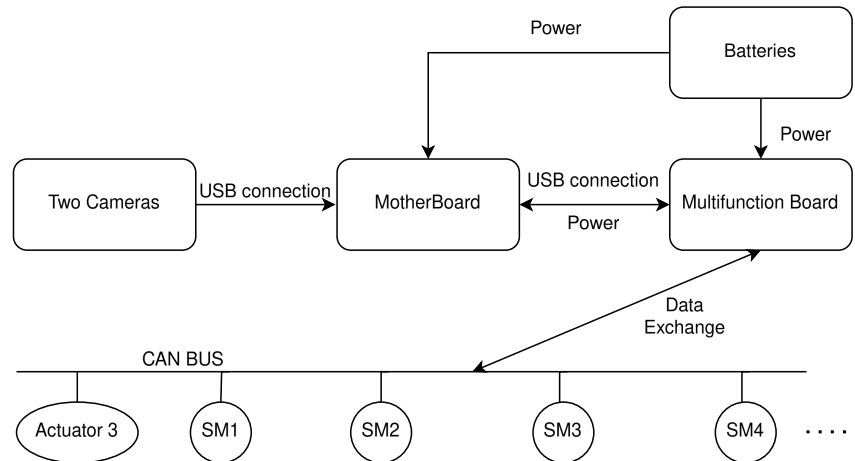 Power
Batteries
Power
Two Cameras
USB connection
MotherBoard
USB connection
Power
Multifunction Board
Data
Exchange
CAN BUS
Actuator 3
SM1
SM2
SM3
SM4
....